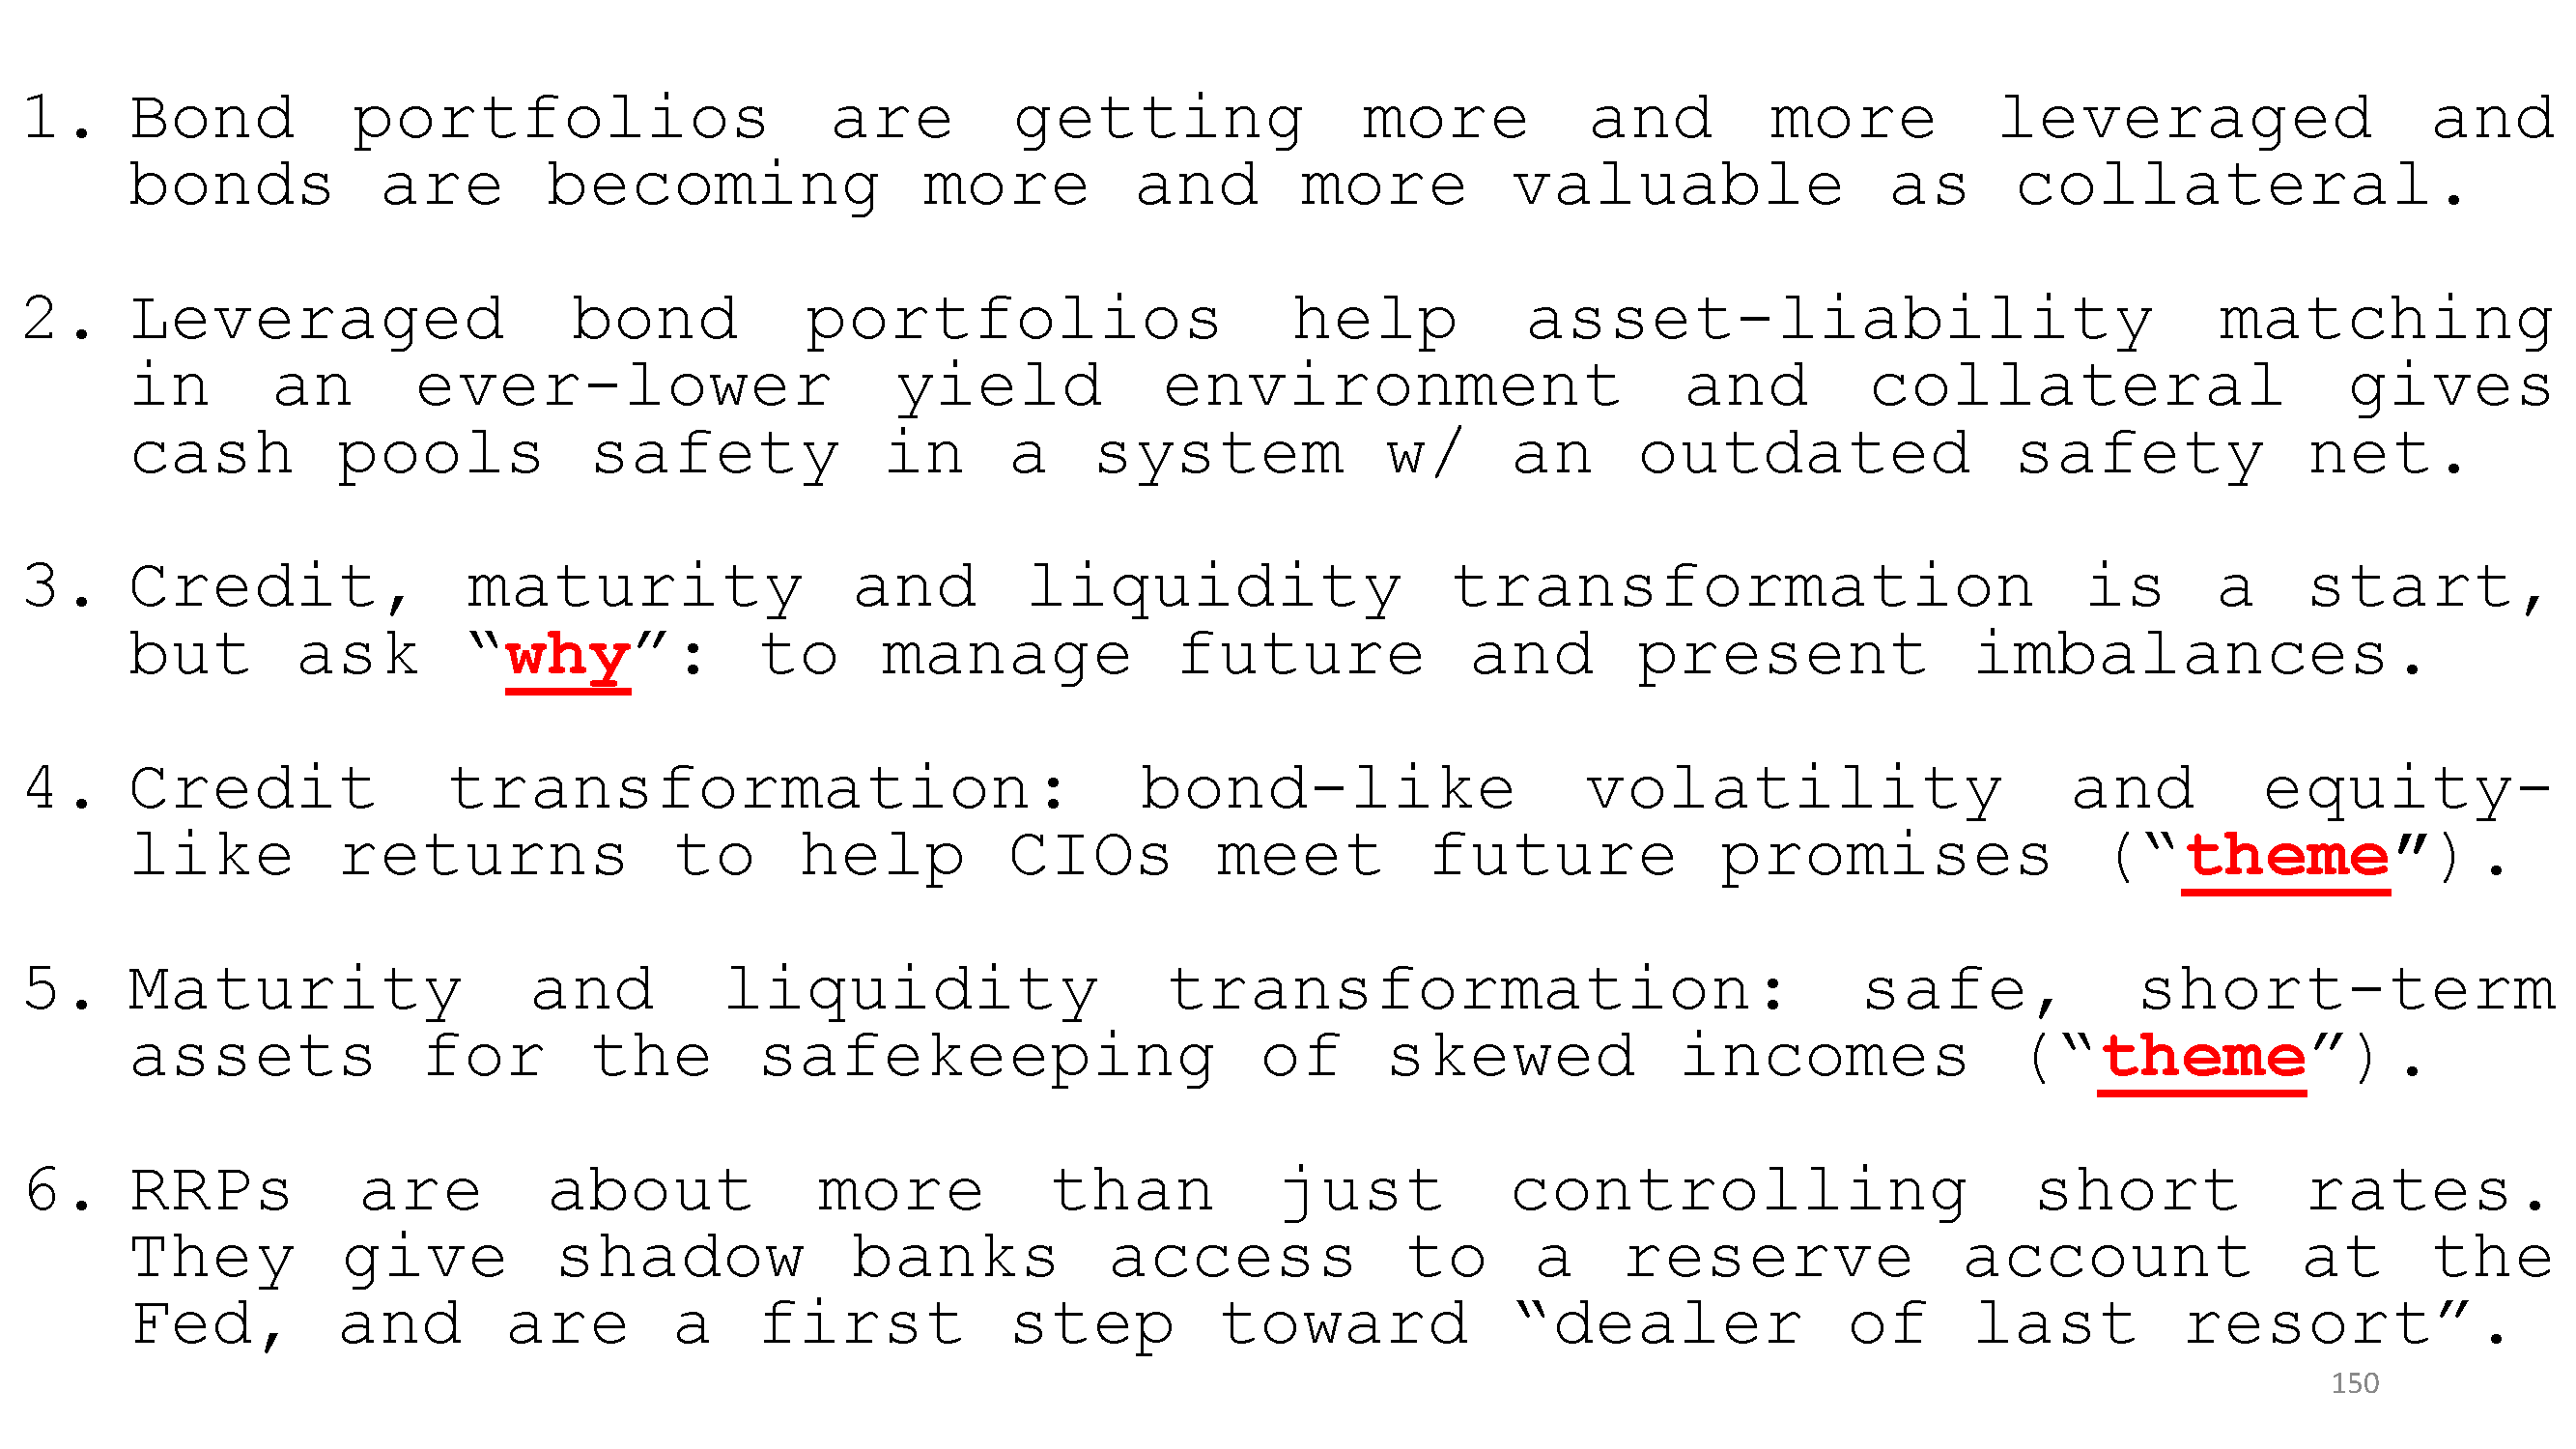 1. Bond portfolios are getting more and more leveraged and
bonds are becoming more and more valuable as collateral.
2. Leveraged bond portfolios help asset-liability matching
in an ever-lower yield environment and collateral gives
cash pools safety in a system w/ an outdated safety net.
3. Credit, maturity and liquidity transformation is a start,
but ask “why”: to manage future and present imbalances.
4. Credit transformation: bond-like volatility and equity-
like returns to help CIOs meet future promises (“theme”).
5. Maturity and liquidity transformation: safe, short-term
assets for the safekeeping of skewed incomes (“theme”).
6. RRPs are about more than just controlling short rates.
They give shadow banks access to a reserve account at the
Fed, and are a first step toward “dealer of last resort”.
150